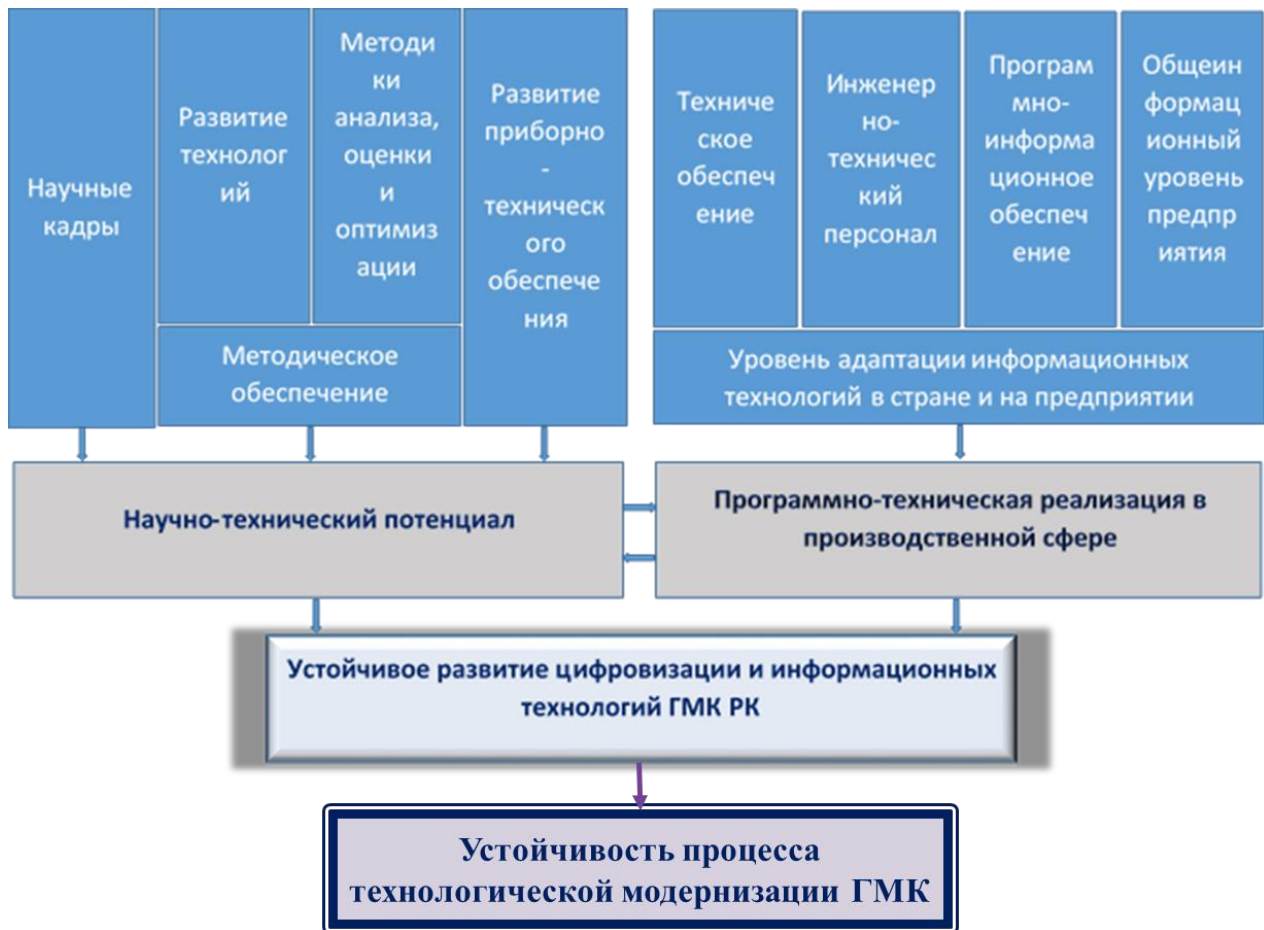 Научные
кадры
Развитие
технолог
ий
Методи
ки
анализа,
оценки
и
оптимиз
ации
Методическое
обеспечение
Развитие
приборно
-
техническ
ого
обеспече
ния
Техниче
ское
обеспеч
ение
Инженер
но-
техничес
кий
персонал
Програм
мно-
информа
ционное
обеспеч
ение
Общеин
формац
ионный
уровень
предпр
иятия
Уровень адаптации информационных
технологий в стране и на предприятии
Научно-технический потенциал
Программно-техническая реализация в
производственной сфере
Устойчивое развитие цифровизации и информационных
технологий ГМК РК
Устойчивость процесса
технологической модернизации ГМК